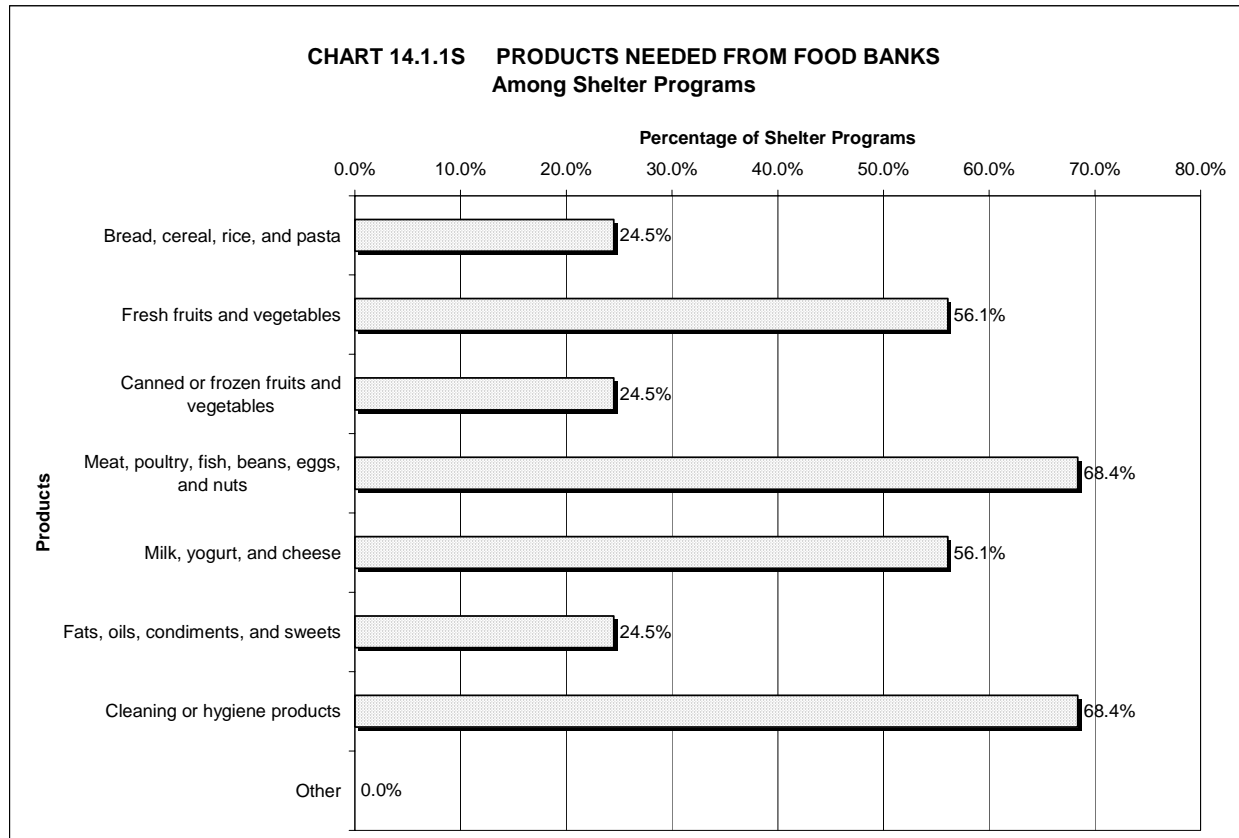 CHART 14.1.1S PRODUCTS NEEDED FROM FOOD BANKS
Among Shelter Programs
Percentage of Shelter Programs
0.0% 10.0% 20.0% 30.0% 40.0% 50.0% 60.0% 70.0% 80.0%
Bread, cereal, rice, and pasta 24.5%
Fresh fruits and vegetables 56.1%
Canned or frozen fruits and
vegetables 24.5%
Meat, poultry, fish, beans, eggs,
and nuts 68.4%
Milk, yogurt, and cheese 56.1%
Fats, oils, condiments, and sweets 24.5%
Cleaning or hygiene products 68.4%
Other 0.0%
Products